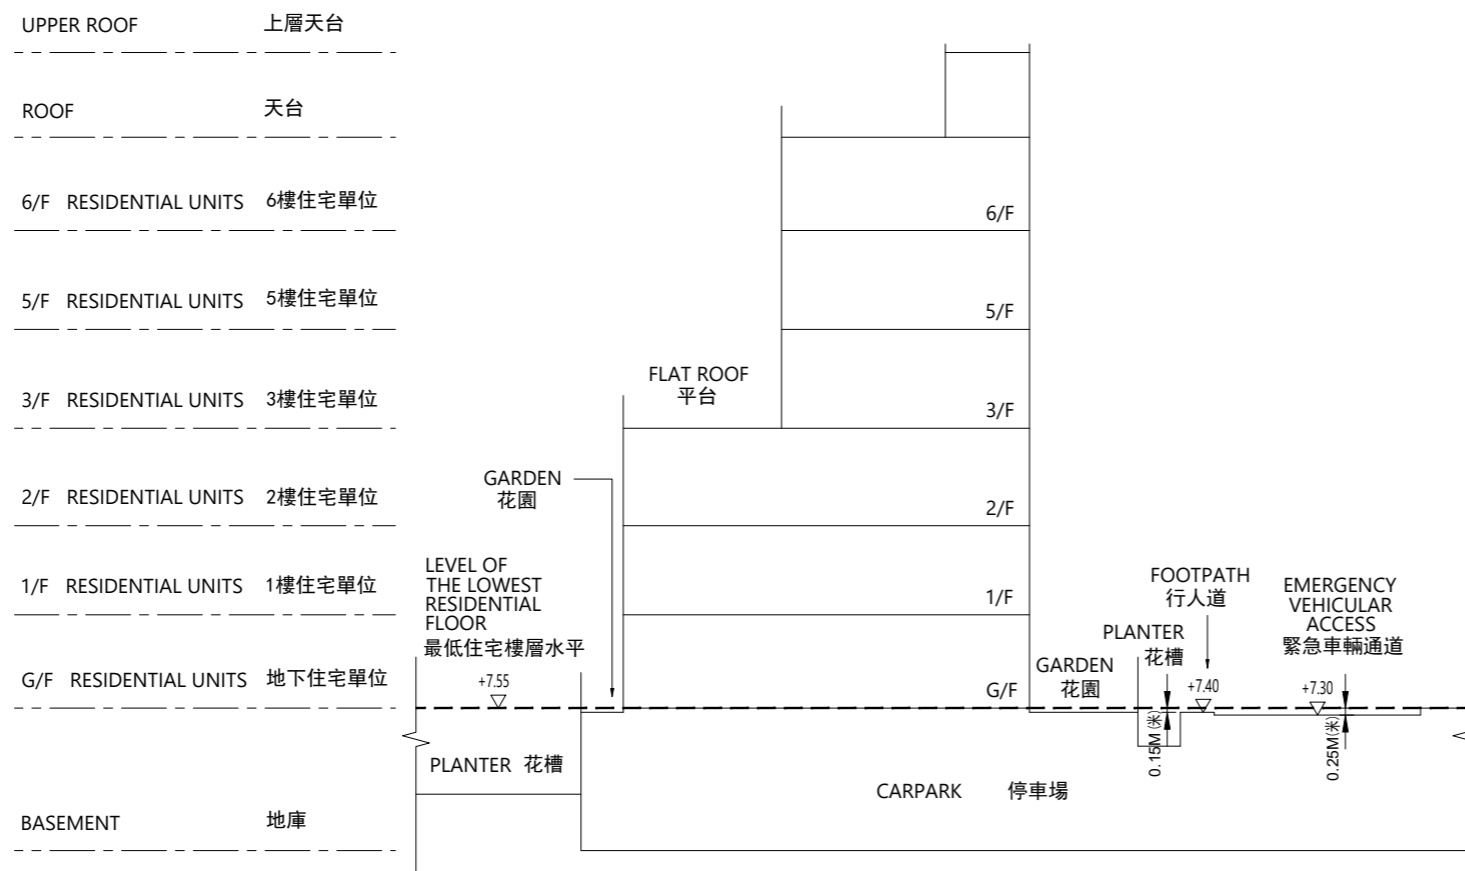 UPPER ROOF 上層天台
ROOF 天台
6/F RESIDENTIAL UNITS 6樓住宅單位
6/F
5/F RESIDENTIAL UNITS 5樓住宅單位
5/F
FLAT ROOF
平台
3/F RESIDENTIAL UNITS 3樓住宅單位
3/F
GARDEN
花園
2/F RESIDENTIAL UNITS 2樓住宅單位
2/F
LEVEL OF
THE LOWEST
RESIDENTIAL
FLOOR
最低住宅樓層水平
+7.55
1/F RESIDENTIAL UNITS 1樓住宅單位
1/F
FOOTPATH
行人道
EMERGENCY
VEHICULAR
ACCESS
緊急車輛通道
PLANTER
花槽
GARDEN
花園
G/F RESIDENTIAL UNITS 地下住宅單位
G/F
+7.40
+7.30
0.15M (米)
0.25M(米)
PLANTER 花槽
CARPARK 停車場
BASEMENT 地庫